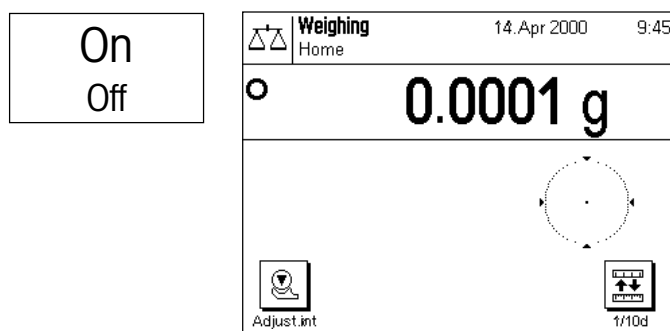 On
Off
Weighing
Home
14.Apr 2000 9:45
0.0001 g
Adjust.int
1/10d